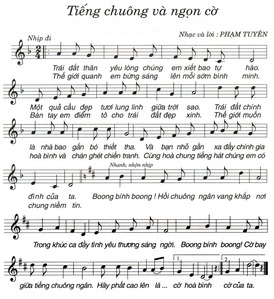 Tiếng chuông và ngọn cờ
Nhạc và lời : PHẠM TUYÊN
Nhịp đi
Trái đất thân yêu lòng chúng em xiết bao tự hào.
Thế giới quanh em bừng sáng lên mỗi sớm bình minh.
Một quả cầu đẹp tươi lung linh giữa trời sao. Trái đất chính
Bàn tay em điểm tô cho trái đất đẹp xinh. Thế giới chúng
là nhà bao gắn bó thiết tha. Và bạn nhỏ gần xa đấy chính gia
hoà bình và chán ghét chiến tranh. Cùng hoà chung tiếng hát chúng em có
Nhanh, nhộn nhịp
đình của ta. Boong bính boong ! Hồi chuông ngân vang khắp nơi
chung niềm tin.
Trong khúc ca đầy tình yêu thương sáng ngời. Boong bính boong! Cờ bay
giữa tiếng chuông ngân. Hãy phất cao lên lá... cờ hoà bình cờ của ta.